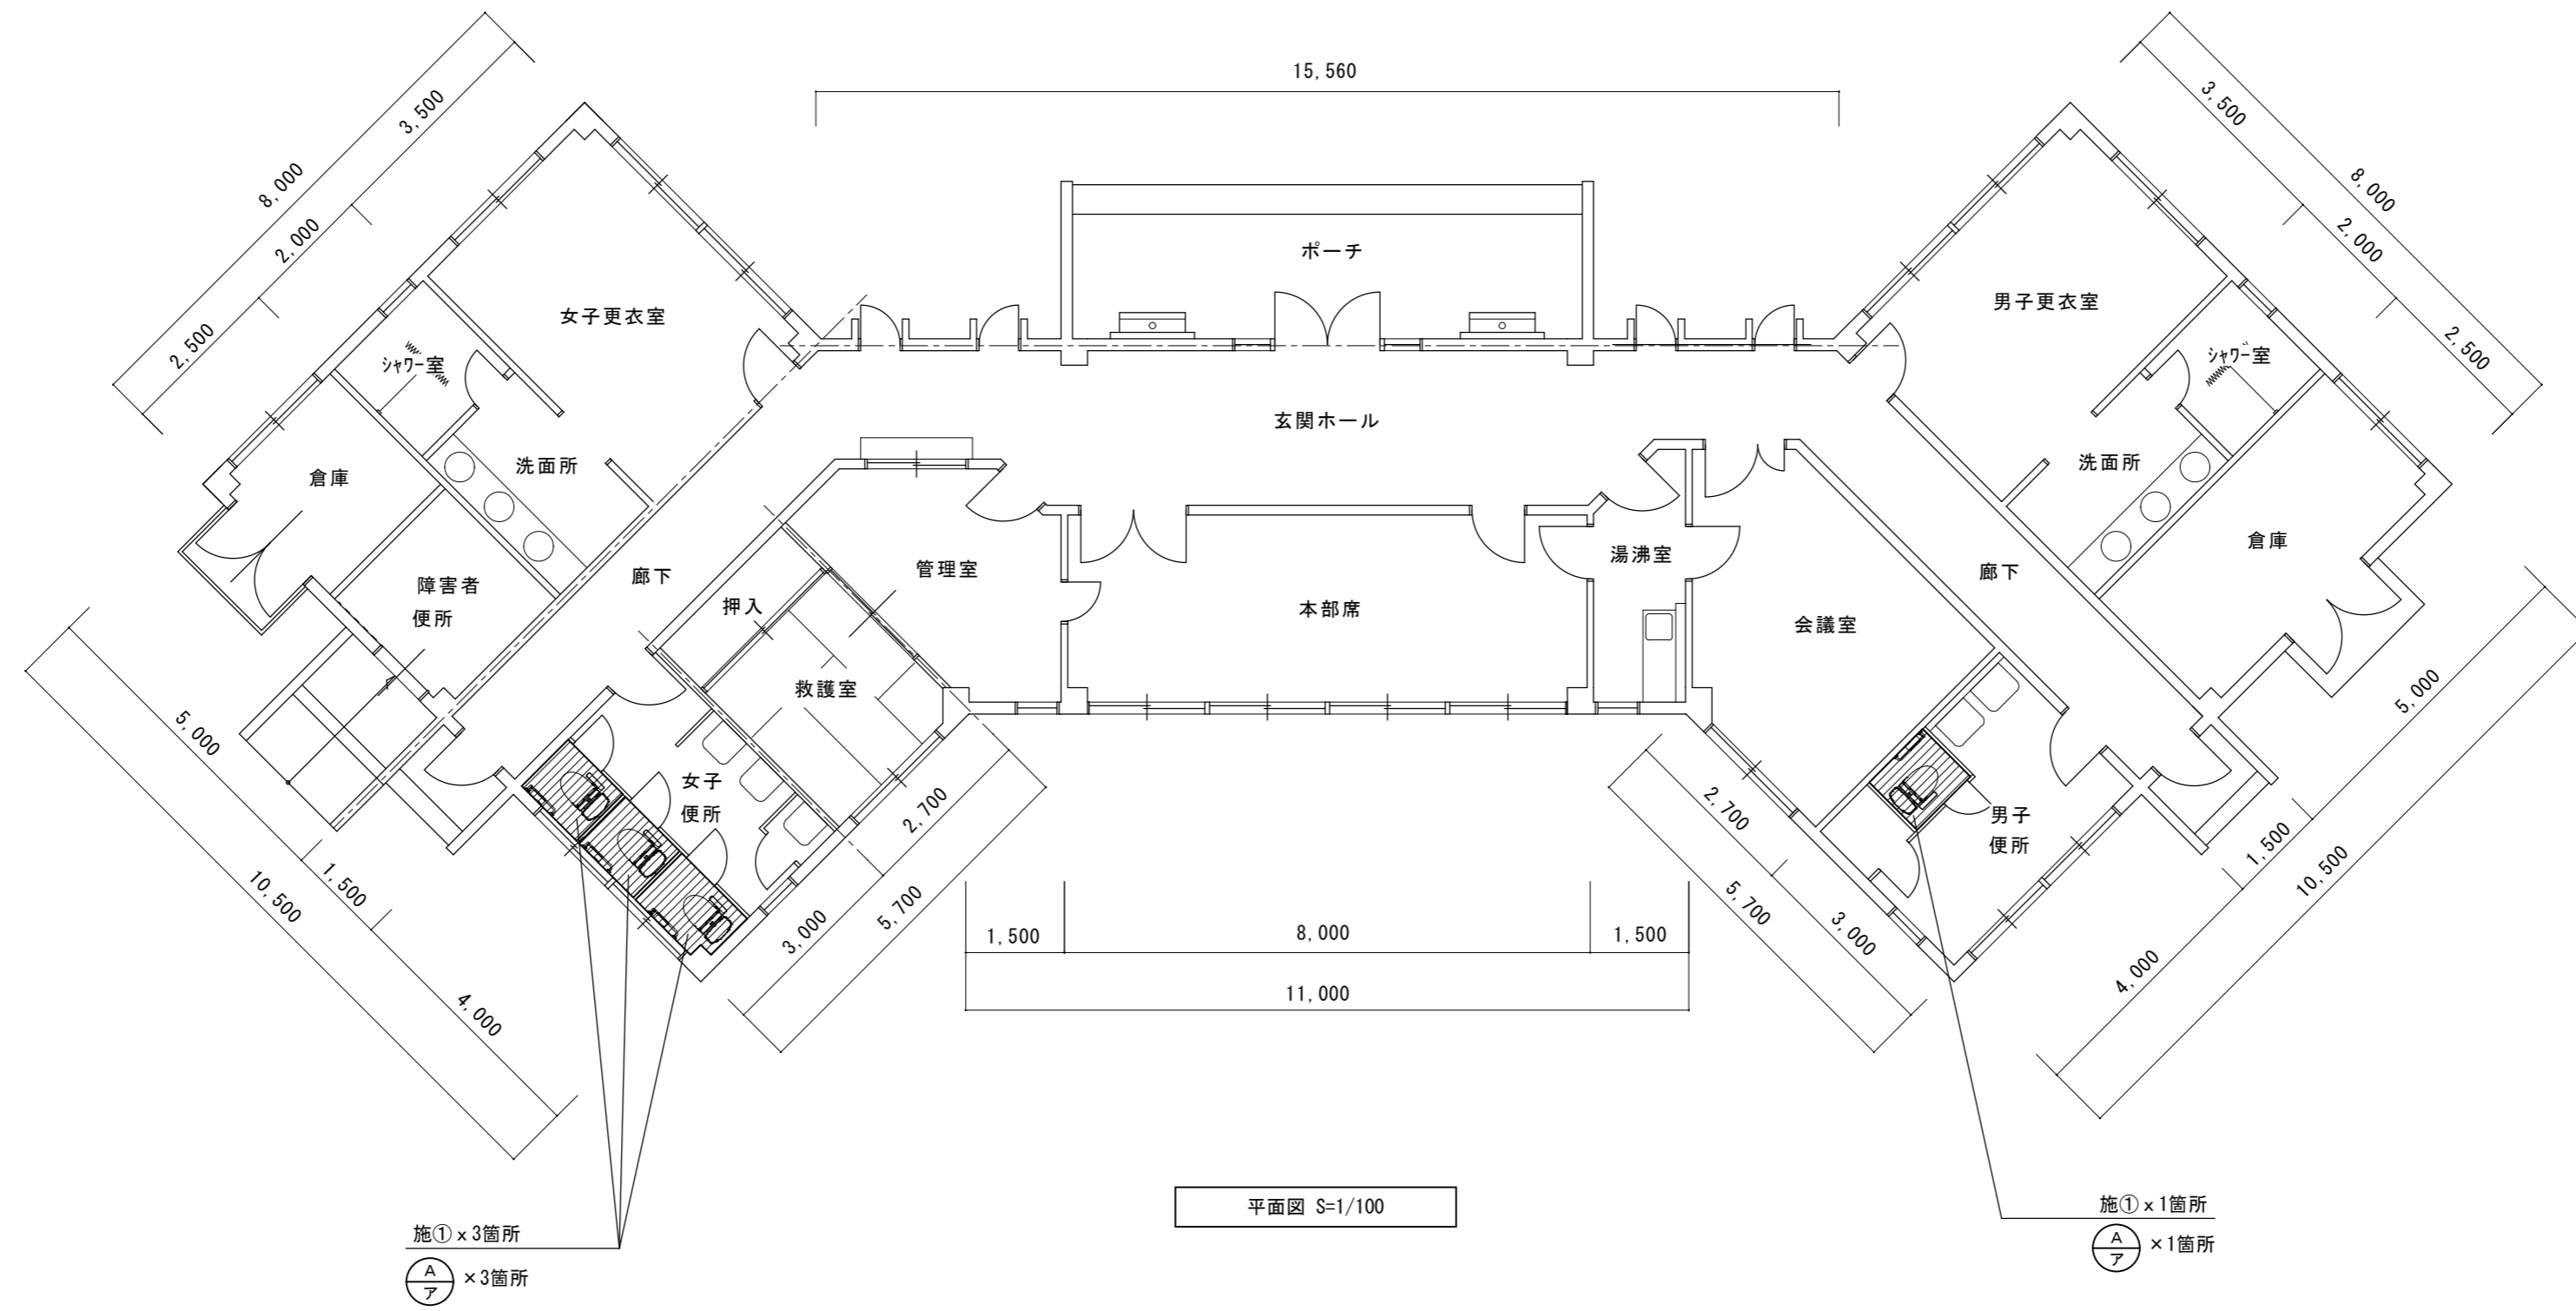 15,560
3,500
8,000
2,000
2,500
3,500
8,000
2,000
2,500
ポーチ
女子更衣室
男子更衣室
シャワー室
シャワー室
玄関ホール
洗面所
洗面所
倉庫
倉庫
廊下
廊下
管理室
湯沸室
障害者
便所
押入
本部席
会議室
救護室
女子
便所
男子
便所
5,000
1,500
10,500
4,000
2,700
3,000
5,700
1,500
8,000
1,500
11,000
2,700
5,700
3,000
5,000
1,500
10,500
4,000
平面図 S=1/100
施① x 3箇所
A
ア
×3箇所
施① x 1箇所
A
ア
×1箇所